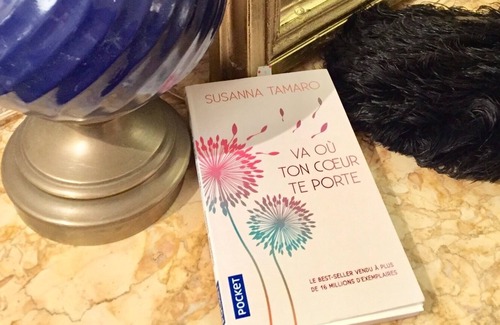 SUSANNA TAMARO
VA OÙ
TON CŒUR
TE PORTE
LE BEST-SELLER VENDU À PLUS
DE 16 MILLIONS D'EXEMPLAIRES
POCKET